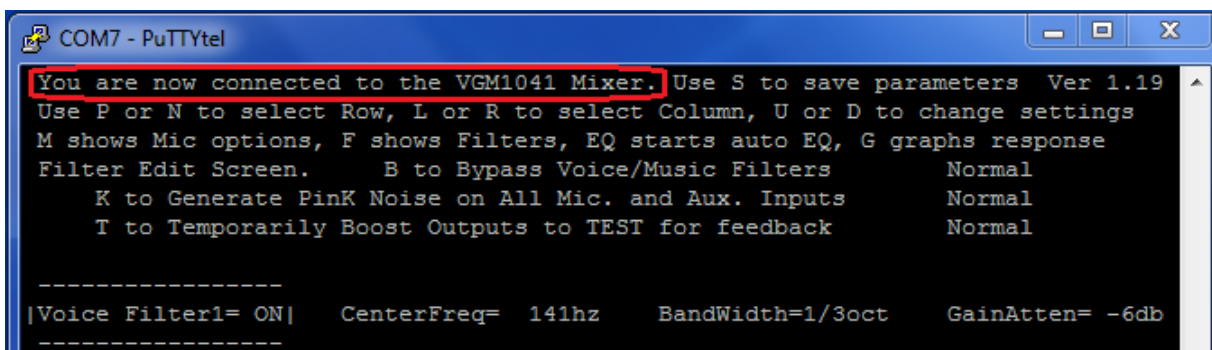 COM7 - PuTTYtel
You are now connected to the VGM1041 Mixer. Use S to save parameters Ver 1.19
Use P or N to select Row, L or R to select Column, U or D to change settings
M shows Mic options, F shows Filters, EQ starts auto EQ, G graphs response
Filter Edit Screen. B to Bypass Voice/Music Filters Normal
K to Generate PinK Noise on All Mic. and Aux. Inputs Normal
T to Temporarily Boost Outputs to TEST for feedback Normal
-----------------
|Voice Filter1= ON| CenterFreq= 141hz BandWidth=1/3oct GainAtten= -6db
-----------------